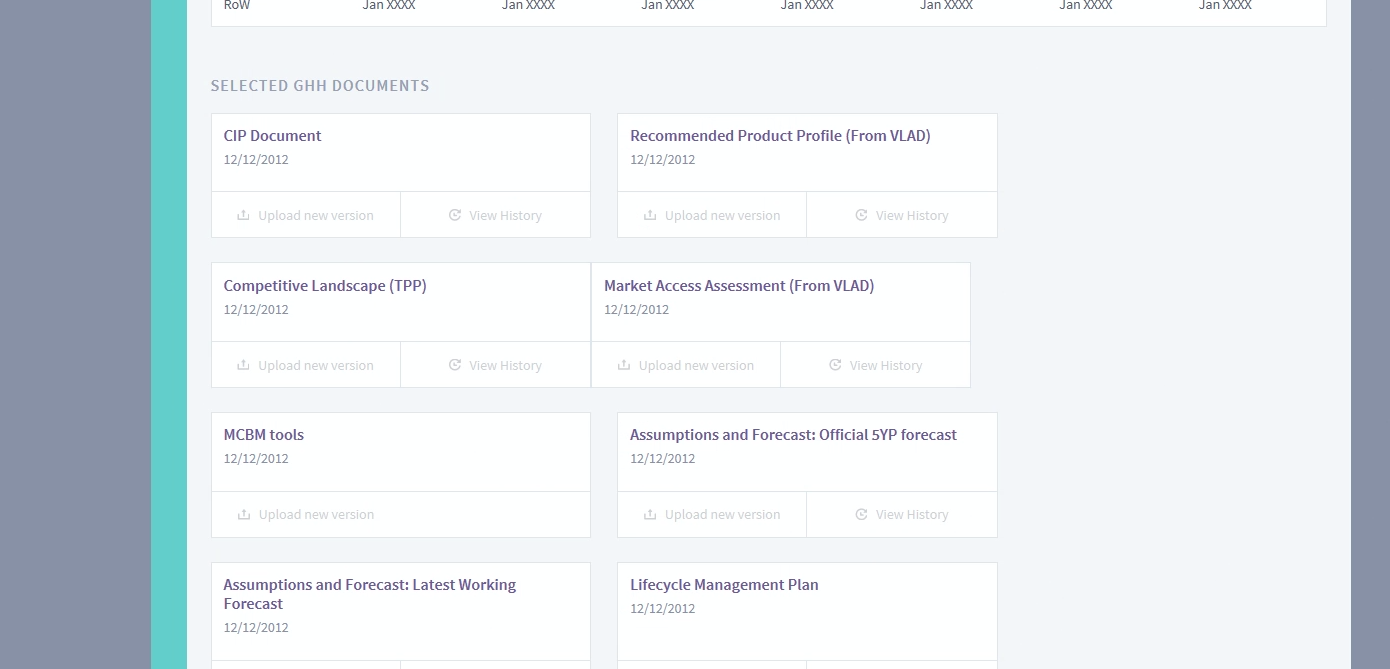 RoW Jan XXXX Jan XXXX Jan XXXX Jan XXXX Jan XXXX Jan XXXX Jan XXXX
SELECTED GHH DOCUMENTS
CIP Document
12/12/2012
Upload new version View History
Recommended Product Profile (From VLAD)
12/12/2012
Upload new version View History
Competitive Landscape (TPP)
12/12/2012
Upload new version View History
Market Access Assessment (From VLAD)
12/12/2012
Upload new version View History
MCBM tools
12/12/2012
Upload new version
Assumptions and Forecast: Official 5YP forecast
12/12/2012
Upload new version View History
Assumptions and Forecast: Latest Working
Forecast
12/12/2012
Lifecycle Management Plan
12/12/2012